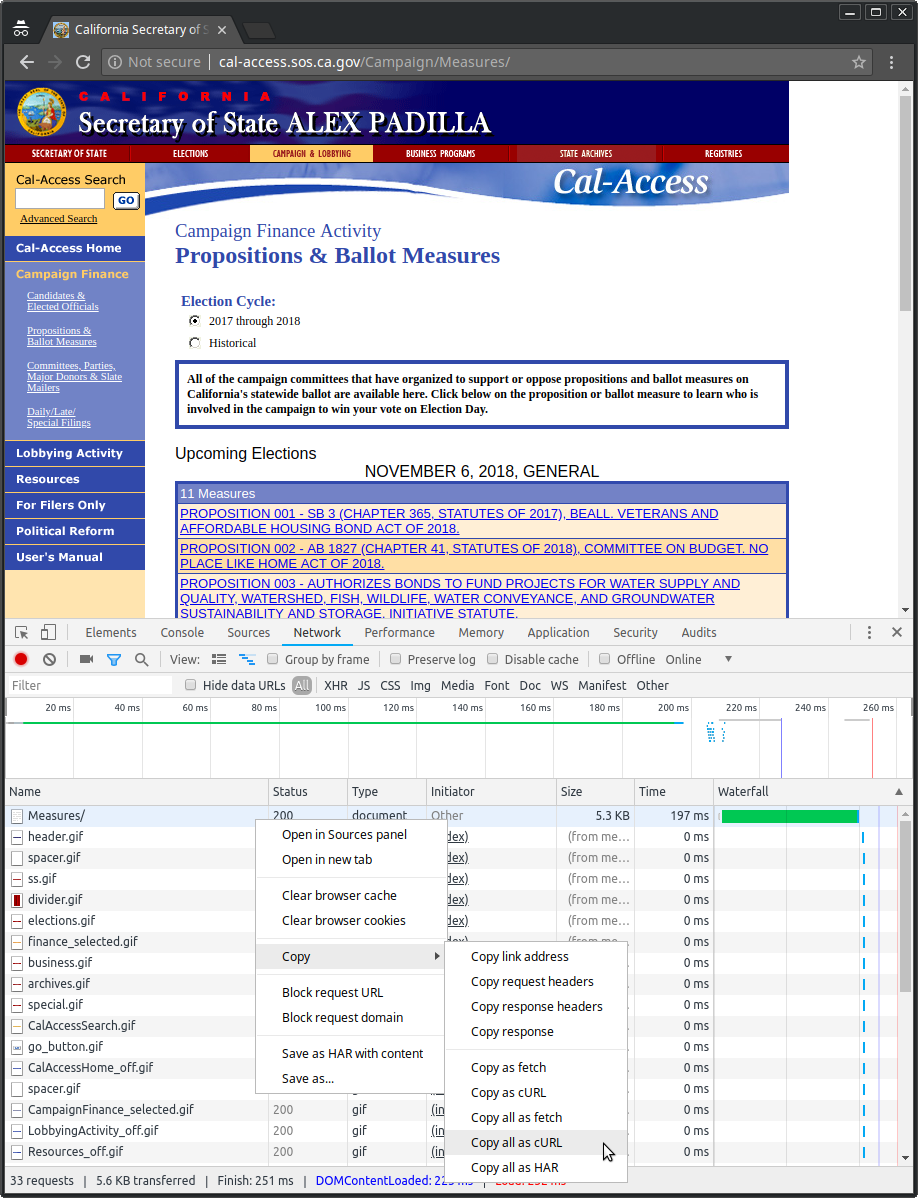 California Secretary of S
Not secure | cal-access.sos.ca.gov/Campaign/Measures/
CALIFORNIA
Secretary of State ALEX PADILLA
SECRETARY OF STATE ELECTIONS CAMPAIGN & LOBBYING BUSINESS PROGRAMS STATE ARCHIVES REGISTRIES
Cal-Access Search
GO
Advanced Search
Cal-Access
Cal-Access Home
Campaign Finance
Candidates &
Elected Officials
Propositions &
Ballot Measures
Committees, Parties,
Major Donors & Slate
Mailers
Daily/Late/
Special Filings
Lobbying Activity
Resources
For Filers Only
Political Reform
User's Manual
Campaign Finance Activity
Propositions & Ballot Measures
Election Cycle:
2017 through 2018
Historical
All of the campaign committees that have organized to support or oppose propositions and ballot measures on
California's statewide ballot are available here. Click below on the proposition or ballot measure to learn who is
involved in the campaign to win your vote on Election Day.
Upcoming Elections
NOVEMBER 6, 2018, GENERAL
11 Measures
PROPOSITION 001 - SB 3 (CHAPTER 365, STATUTES OF 2017), BEALL. VETERANS AND
AFFORDABLE HOUSING BOND ACT OF 2018.
PROPOSITION 002 - AB 1827 (CHAPTER 41, STATUTES OF 2018), COMMITTEE ON BUDGET. NO
PLACE LIKE HOME ACT OF 2018.
PROPOSITION 003 - AUTHORIZES BONDS TO FUND PROJECTS FOR WATER SUPPLY AND
QUALITY, WATERSHED, FISH, WILDLIFE, WATER CONVEYANCE, AND GROUNDWATER
SUSTAINABILITY AND STORAGE. INITIATIVE STATUTE.
Elements Console Sources Network Performance Memory Application Security Audits
View: Group by frame Preserve log Disable cache Offline Online
Filter Hide data URLs All XHR JS CSS Img Media Font Doc WS Manifest Other
20 ms 40 ms 60 ms 80 ms 100 ms 120 ms 140 ms 160 ms 180 ms 200 ms 220 ms 240 ms 260 ms
Name Status Type Initiator Size Time Waterfall
Measures/ 200 document Other 5.3 KB 197 ms
header.gif dex) (from me... 0 ms
spacer.gif dex) (from me... 0 ms
ss.gif dex) (from me... 0 ms
divider.gif dex) (from me... 0 ms
elections.gif dex) (from me... 0 ms
finance_selected.gif dex) (from me... 0 ms
business.gif 0 ms
archives.gif 0 ms
special.gif 0 ms
CalAccessSearch.gif 0 ms
go_button.gif 0 ms
CalAccessHome_off.gif 0 ms
spacer.gif 0 ms
CampaignFinance_selected.gif 200 gif (in 0 ms
LobbyingActivity_off.gif 200 gif (in 0 ms
Resources_off.gif 200 gif (in 0 ms
Open in Sources panel
Open in new tab
Clear browser cache
Clear browser cookies
Copy
Block request URL
Block request domain
Save as HAR with content
Save as...
Copy link address
Copy request headers
Copy response headers
Copy response
Copy as fetch
Copy as cURL
Copy all as fetch
Copy all as cURL
Copy all as HAR
33 requests | 5.6 KB transferred | Finish: 251 ms | DOMContentLoaded: